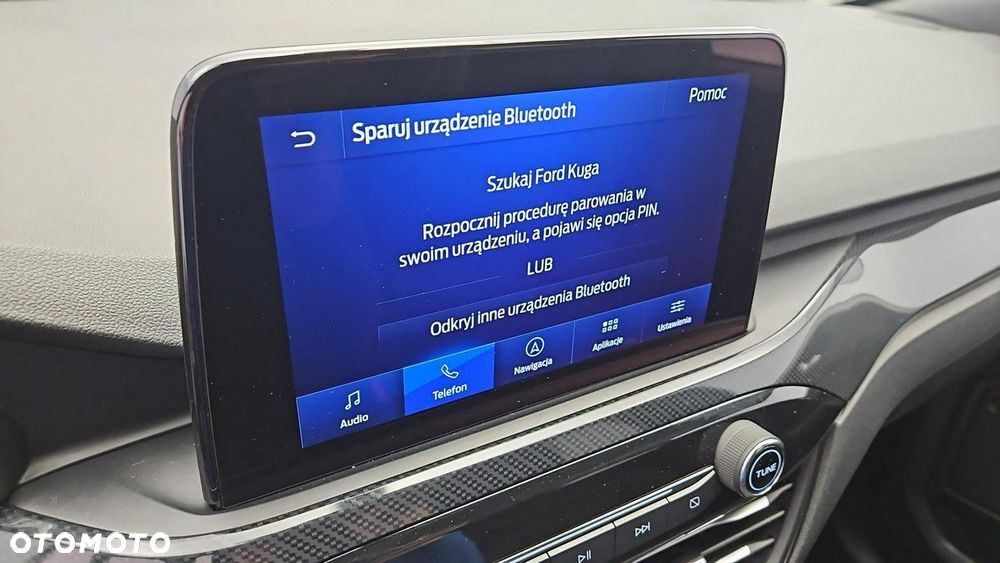 Sparuj urządzenie Bluetooth
Pomoc
Szukaj Ford Kuga
Rozpocznij procedurę parowania w
swoim urządzeniu, a pojawi się opcja PIN.
LUB
Odkryj inne urządzenia Bluetooth
Audio
Telefon
Nawigacja
Aplikacje
Ustawienia
TUNE
OTOMOTO